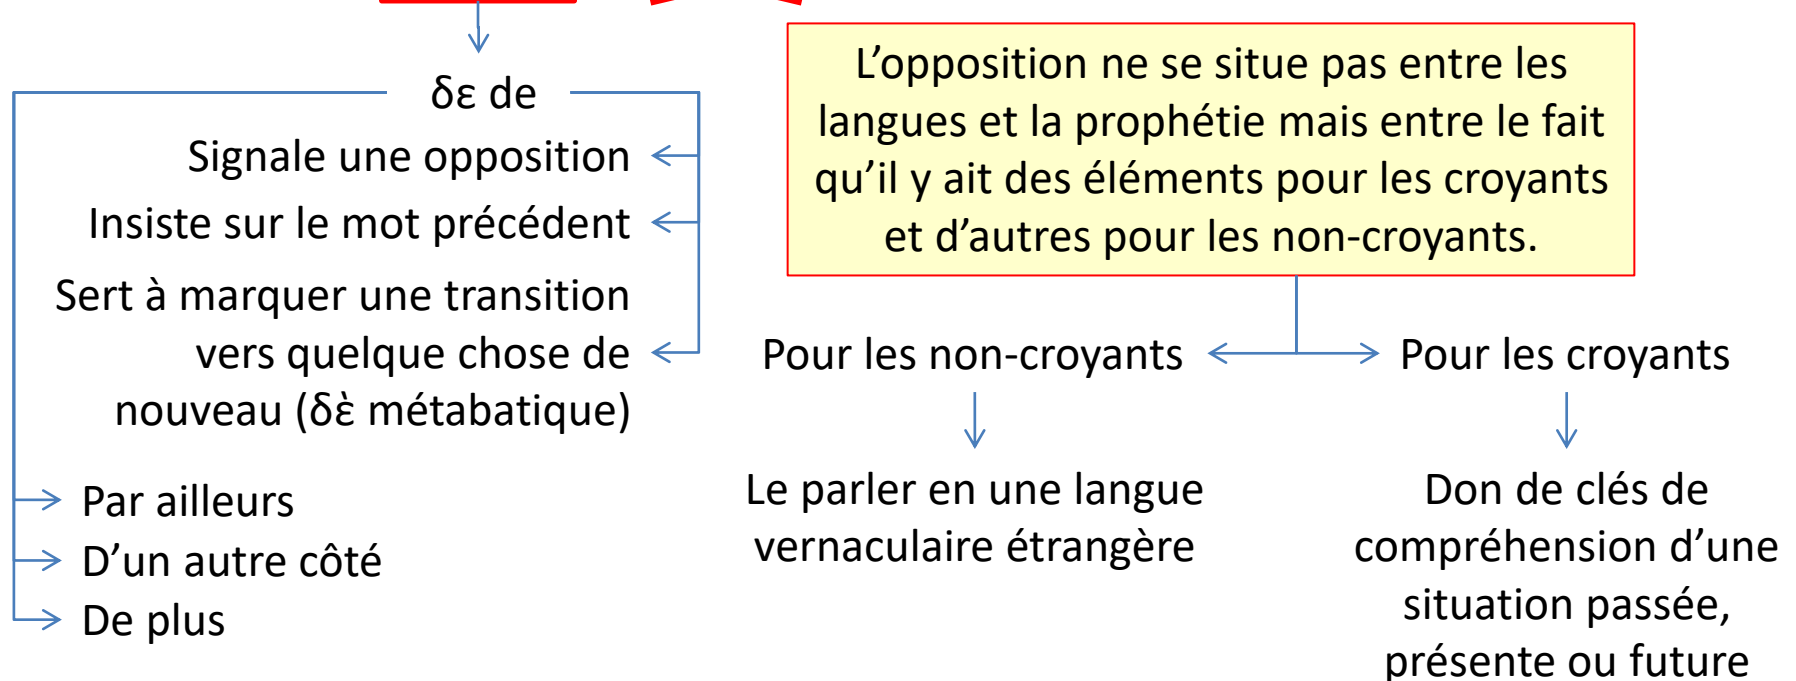 δε de
Signale une opposition
Insiste sur le mot précédent
Sert à marquer une transition
vers quelque chose de
nouveau (δὲ métabatique)
Par ailleurs
D’un autre côté
De plus
L’opposition ne se situe pas entre les
langues et la prophétie mais entre le fait
qu’il y ait des éléments pour les croyants
et d’autres pour les non-croyants.
Pour les non-croyants
Le parler en une langue
vernaculaire étrangère
Pour les croyants
Don de clés de
compréhension d’une
situation passée,
présente ou future